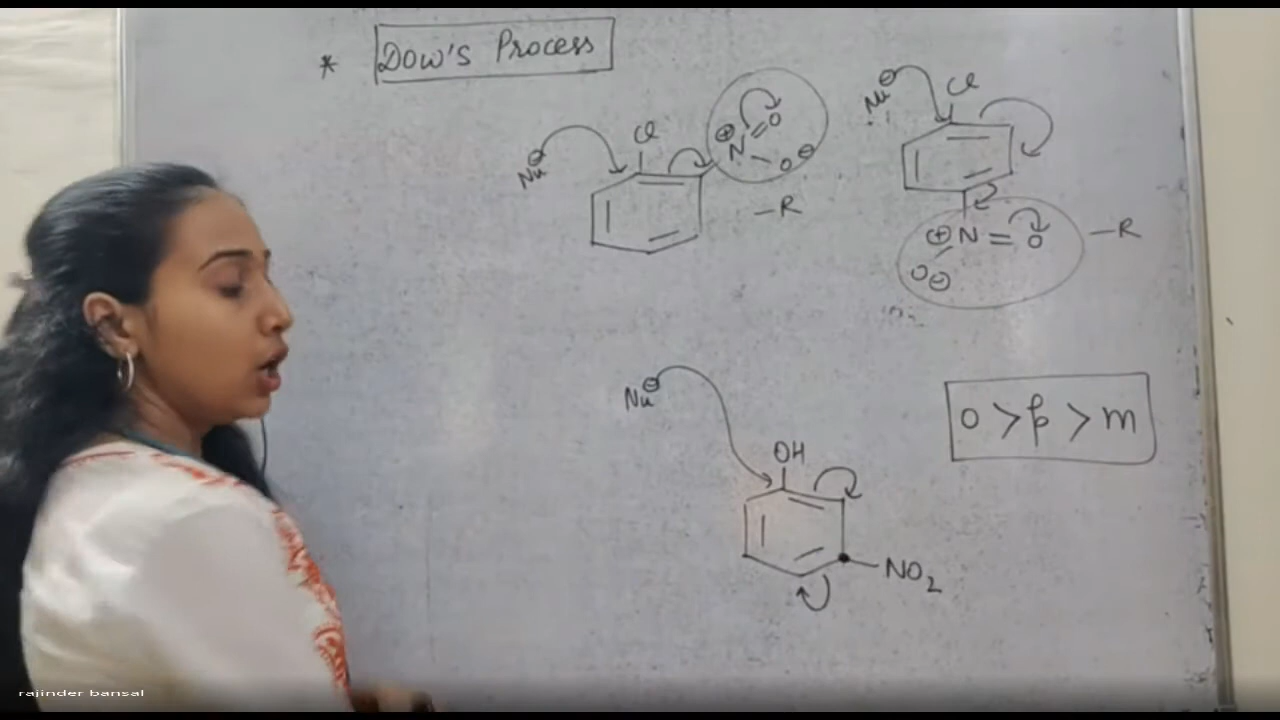 * Dow's Process
Nu⊖ Cl ⊕N=O O⊖
-R
Nu⊖ Cl
⊕N=O O⊖ -R
Nu⊖
o > p > m
OH
NO₂
rajinder bansal